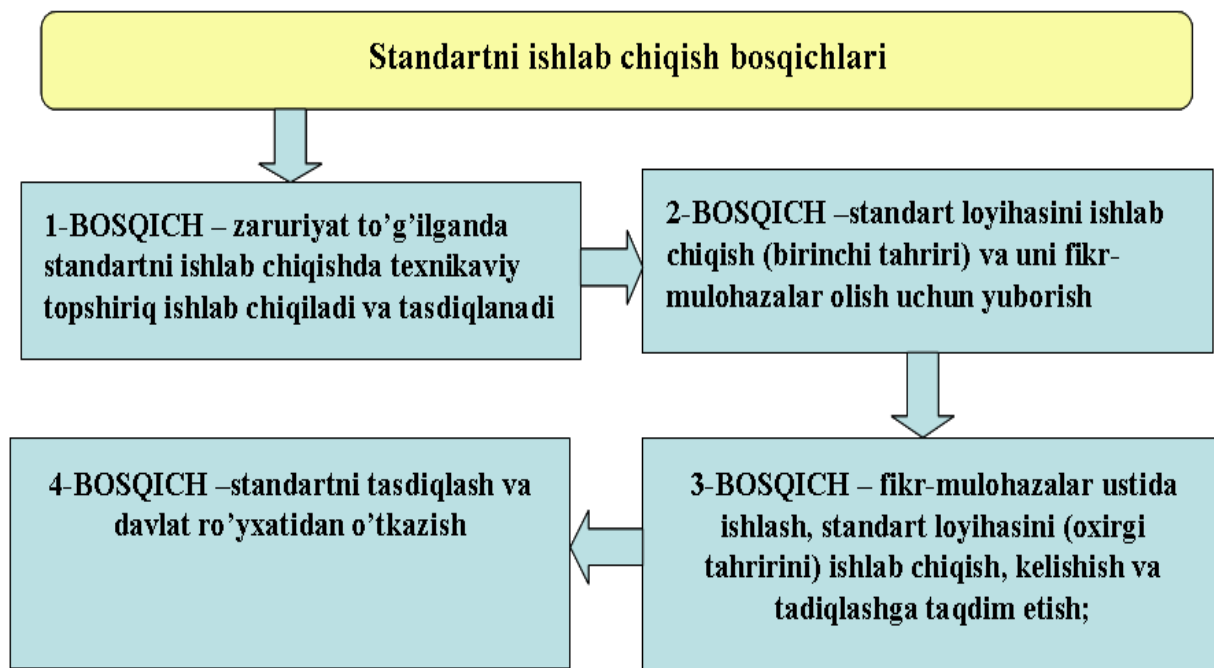 Standartni ishlab chiqish bosqichlari
1-BOSQICH – zaruriyat to’g’ilganda
standartni ishlab chiqishda texnikaviy
topshiriq ishlab chiqiladi va tasdiqlanadi
2-BOSQICH –standart loyihasini ishlab
chiqish (birinchi tahriri) va uni fikr-
mulohazalar olish uchun yuborish
3-BOSQICH – fikr-mulohazalar ustida
ishlash, standart loyihasini (oxirgi
tahririni) ishlab chiqish, kelishish va
tadiqlashga taqdim etish;
4-BOSQICH –standartni tasdiqlash va
davlat ro’yxatidan o’tkazish